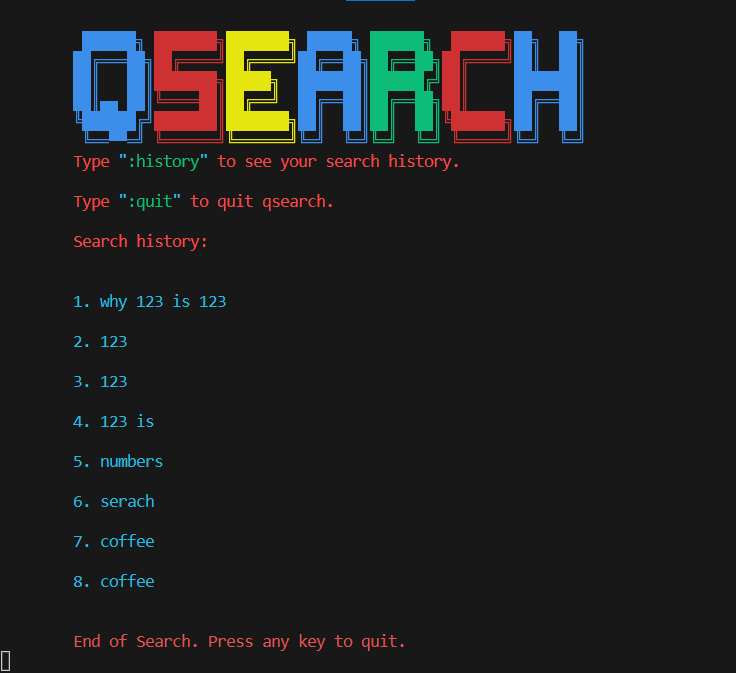 QSEARCH
Type ":history" to see your search history.
Type ":quit" to quit qsearch.
Search history:
1. why 123 is 123
2. 123
3. 123
4. 123 is
5. numbers
6. serach
7. coffee
8. coffee
End of Search. Press any key to quit.